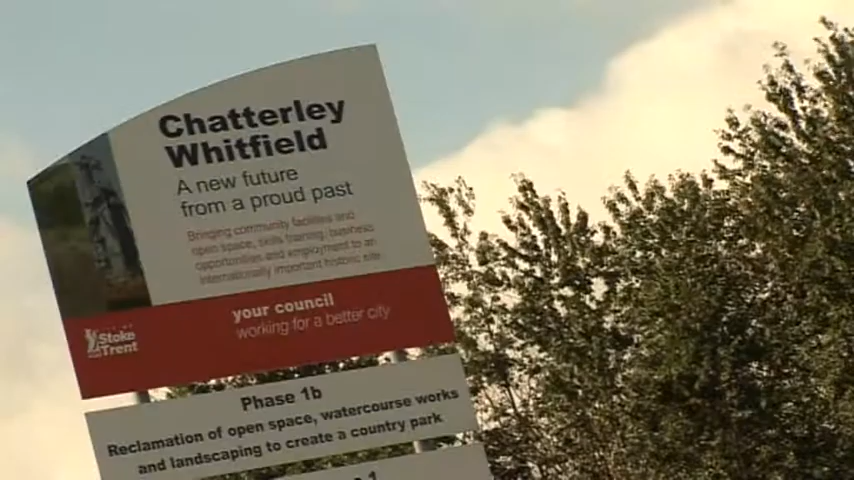 Chatterley
Whitfield
A new future
from a proud past
Bringing community facilities and
open space, skills training, business
opportunities and employment to an
internationally important historic site
your council
working for a better city
Stoke
Trent
Phase 1b
Reclamation of open space, watercourse works
and landscaping to create a country park